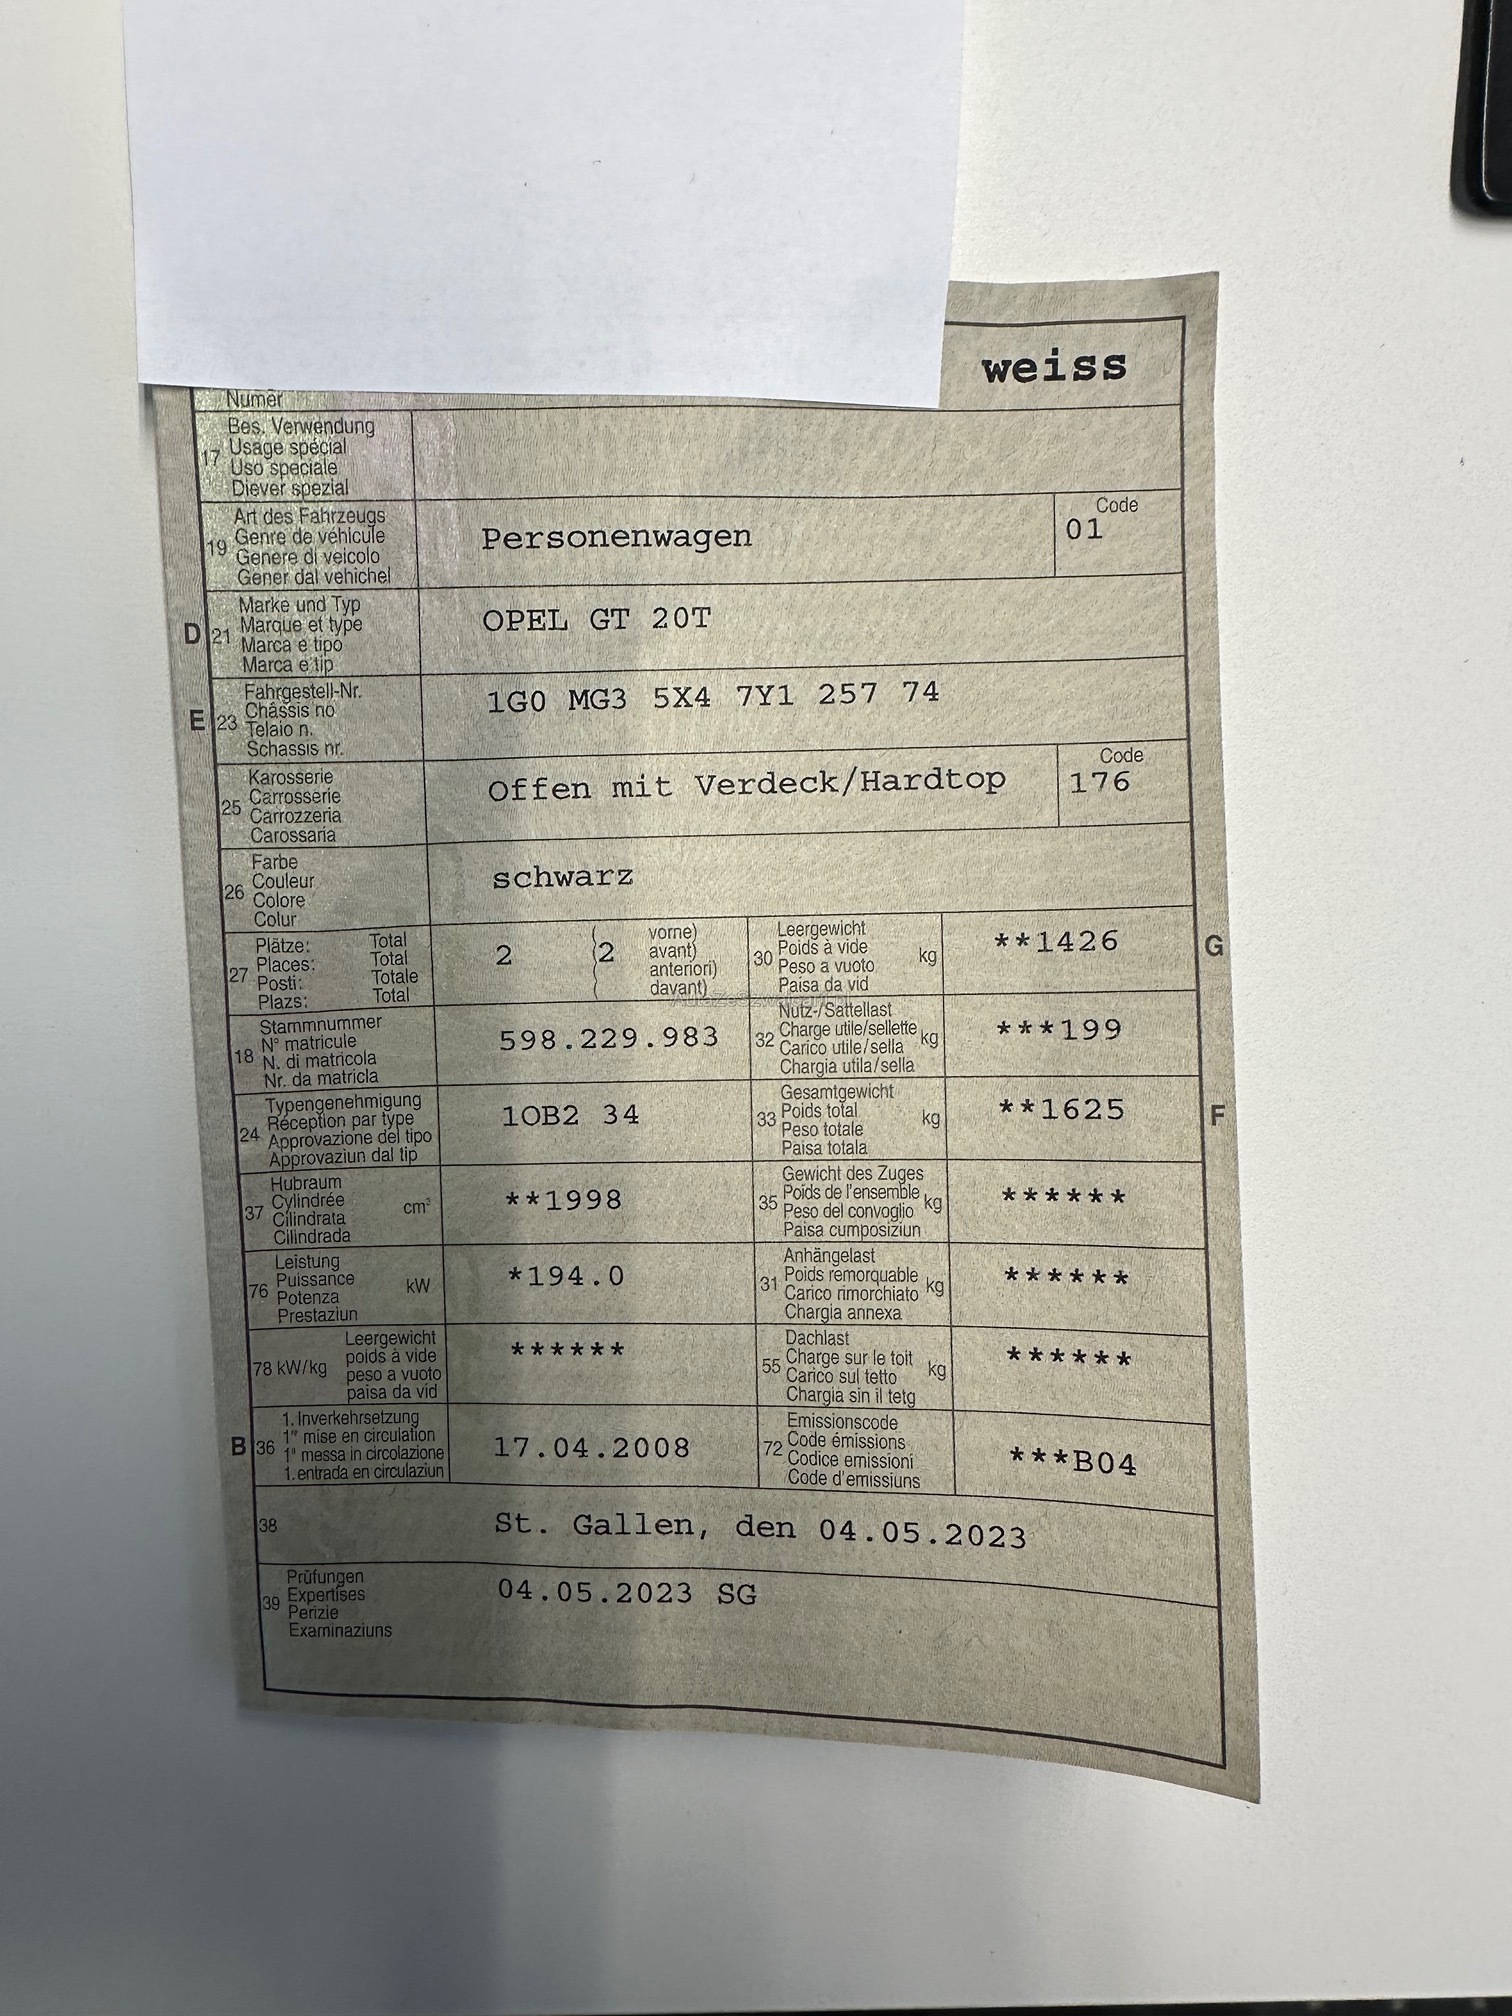 weiss
Numer
17 Bes. Verwendung
Usage spécial
Uso speciale
Diever spezial
19 Art des Fahrzeugs
Genre de véhicule
Genere di veicolo
Gener dal vehichel
Personenwagen
Code
01
D 21 Marke und Typ
Marque et type
Marca e tipo
Marca e tip
OPEL GT 20T
E 23 Fahrgestell-Nr.
Châssis no
Telaio n.
Schassis nr.
1G0 MG3 5X4 7Y1 257 74
25 Karosserie
Carrosserie
Carrozzeria
Carossaria
Offen mit Verdeck/Hardtop
Code
176
26 Farbe
Couleur
Colore
Colur
schwarz
27 Plätze: Total
Places: Total
Posti: Totale
Plazs: Total
2 (2 vorne)
avant)
anteriori)
davant)
30 Leergewicht
Poids à vide kg
Peso a vuoto
Paisa da vid
**1426 G
18 Stammnummer
N° matricule
N. di matricola
Nr. da matricla
598.229.983
32 Nutz-/Sattellast
Charge utile/sellette kg
Carico utile/sella
Chargia utila/sella
***199
24 Typengenehmigung
Réception par type
Approvazione del tipo
Approvaziun dal tip
1OB2 34
33 Gesamtgewicht
Poids total kg
Peso totale
Paisa totala
**1625 F
37 Hubraum
Cylindrée cm³
Cilindrata
Cilindrada
**1998
35 Gewicht des Zuges
Poids de l'ensemble kg
Peso del convoglio
Paisa cumposiziun
******
76 Leistung
Puissance kW
Potenza
Prestaziun
*194.0
31 Anhängelast
Poids remorquable kg
Carico rimorchiato
Chargia annexa
******
78 kW/kg Leergewicht
poids à vide
peso a vuoto
paisa da vid
******
55 Dachlast
Charge sur le toit kg
Carico sul tetto
Chargia sin il tetg
******
B 36 1. Inverkehrsetzung
1re mise en circulation
1a messa in circolazione
1. entrada en circulaziun
17.04.2008
72 Emissionscode
Code émissions
Codice emissioni
Code d'emissiuns
***B04
38 St. Gallen, den 04.05.2023
39 Prüfungen
Expertises
Perizie
Examinaziuns
04.05.2023 SG